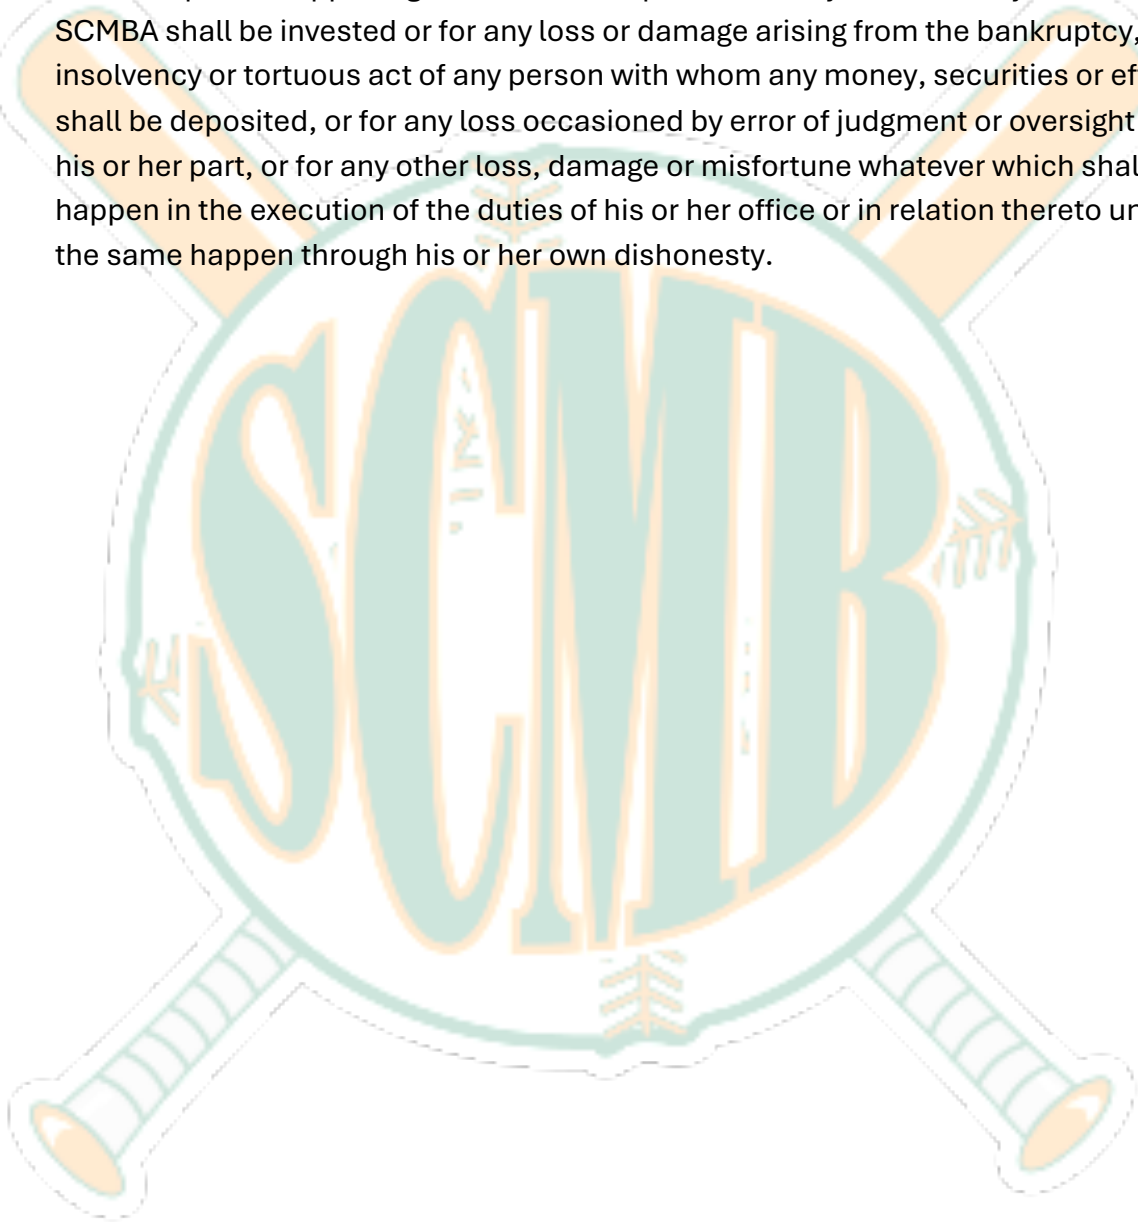 SCMBA shall be invested or for any loss or damage arising from the bankruptcy,
insolvency or tortuous act of any person with whom any money, securities or ef
shall be deposited, or for any loss occasioned by error of judgment or oversight
his or her part, or for any other loss, damage or misfortune whatever which shal
happen in the execution of the duties of his or her office or in relation thereto un
the same happen through his or her own dishonesty.
SCMB